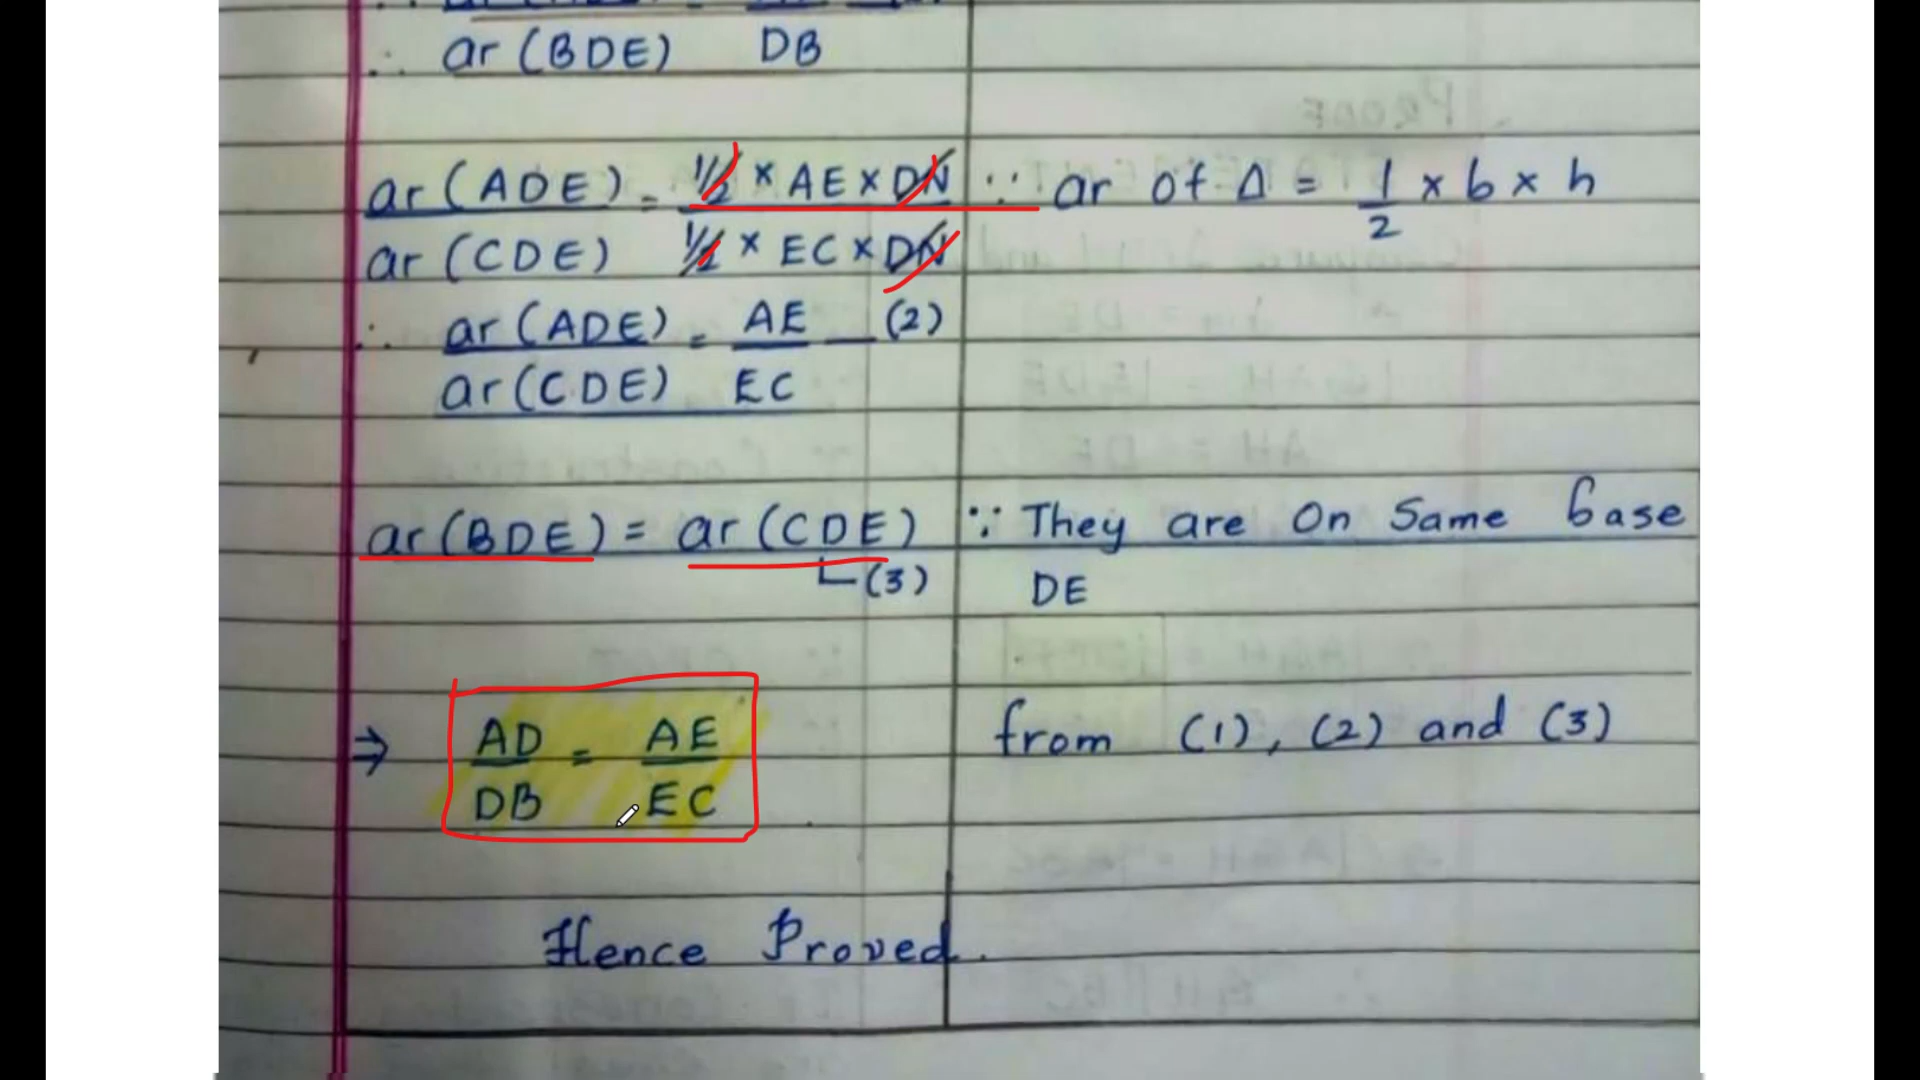 ∴ ar (BDE) DB
ar (ADE) = 1/2 × AE × DN ∵ ar of Δ = 1/2 × b × h
ar (CDE) 1/2 × EC × DN
∴ ar (ADE) = AE — (2)
ar (CDE) EC
ar (BDE) = ar (CDE) ∵ They are On Same base
(3) DE
⇒ AD = AE from (1), (2) and (3)
DB EC
Hence Proved.